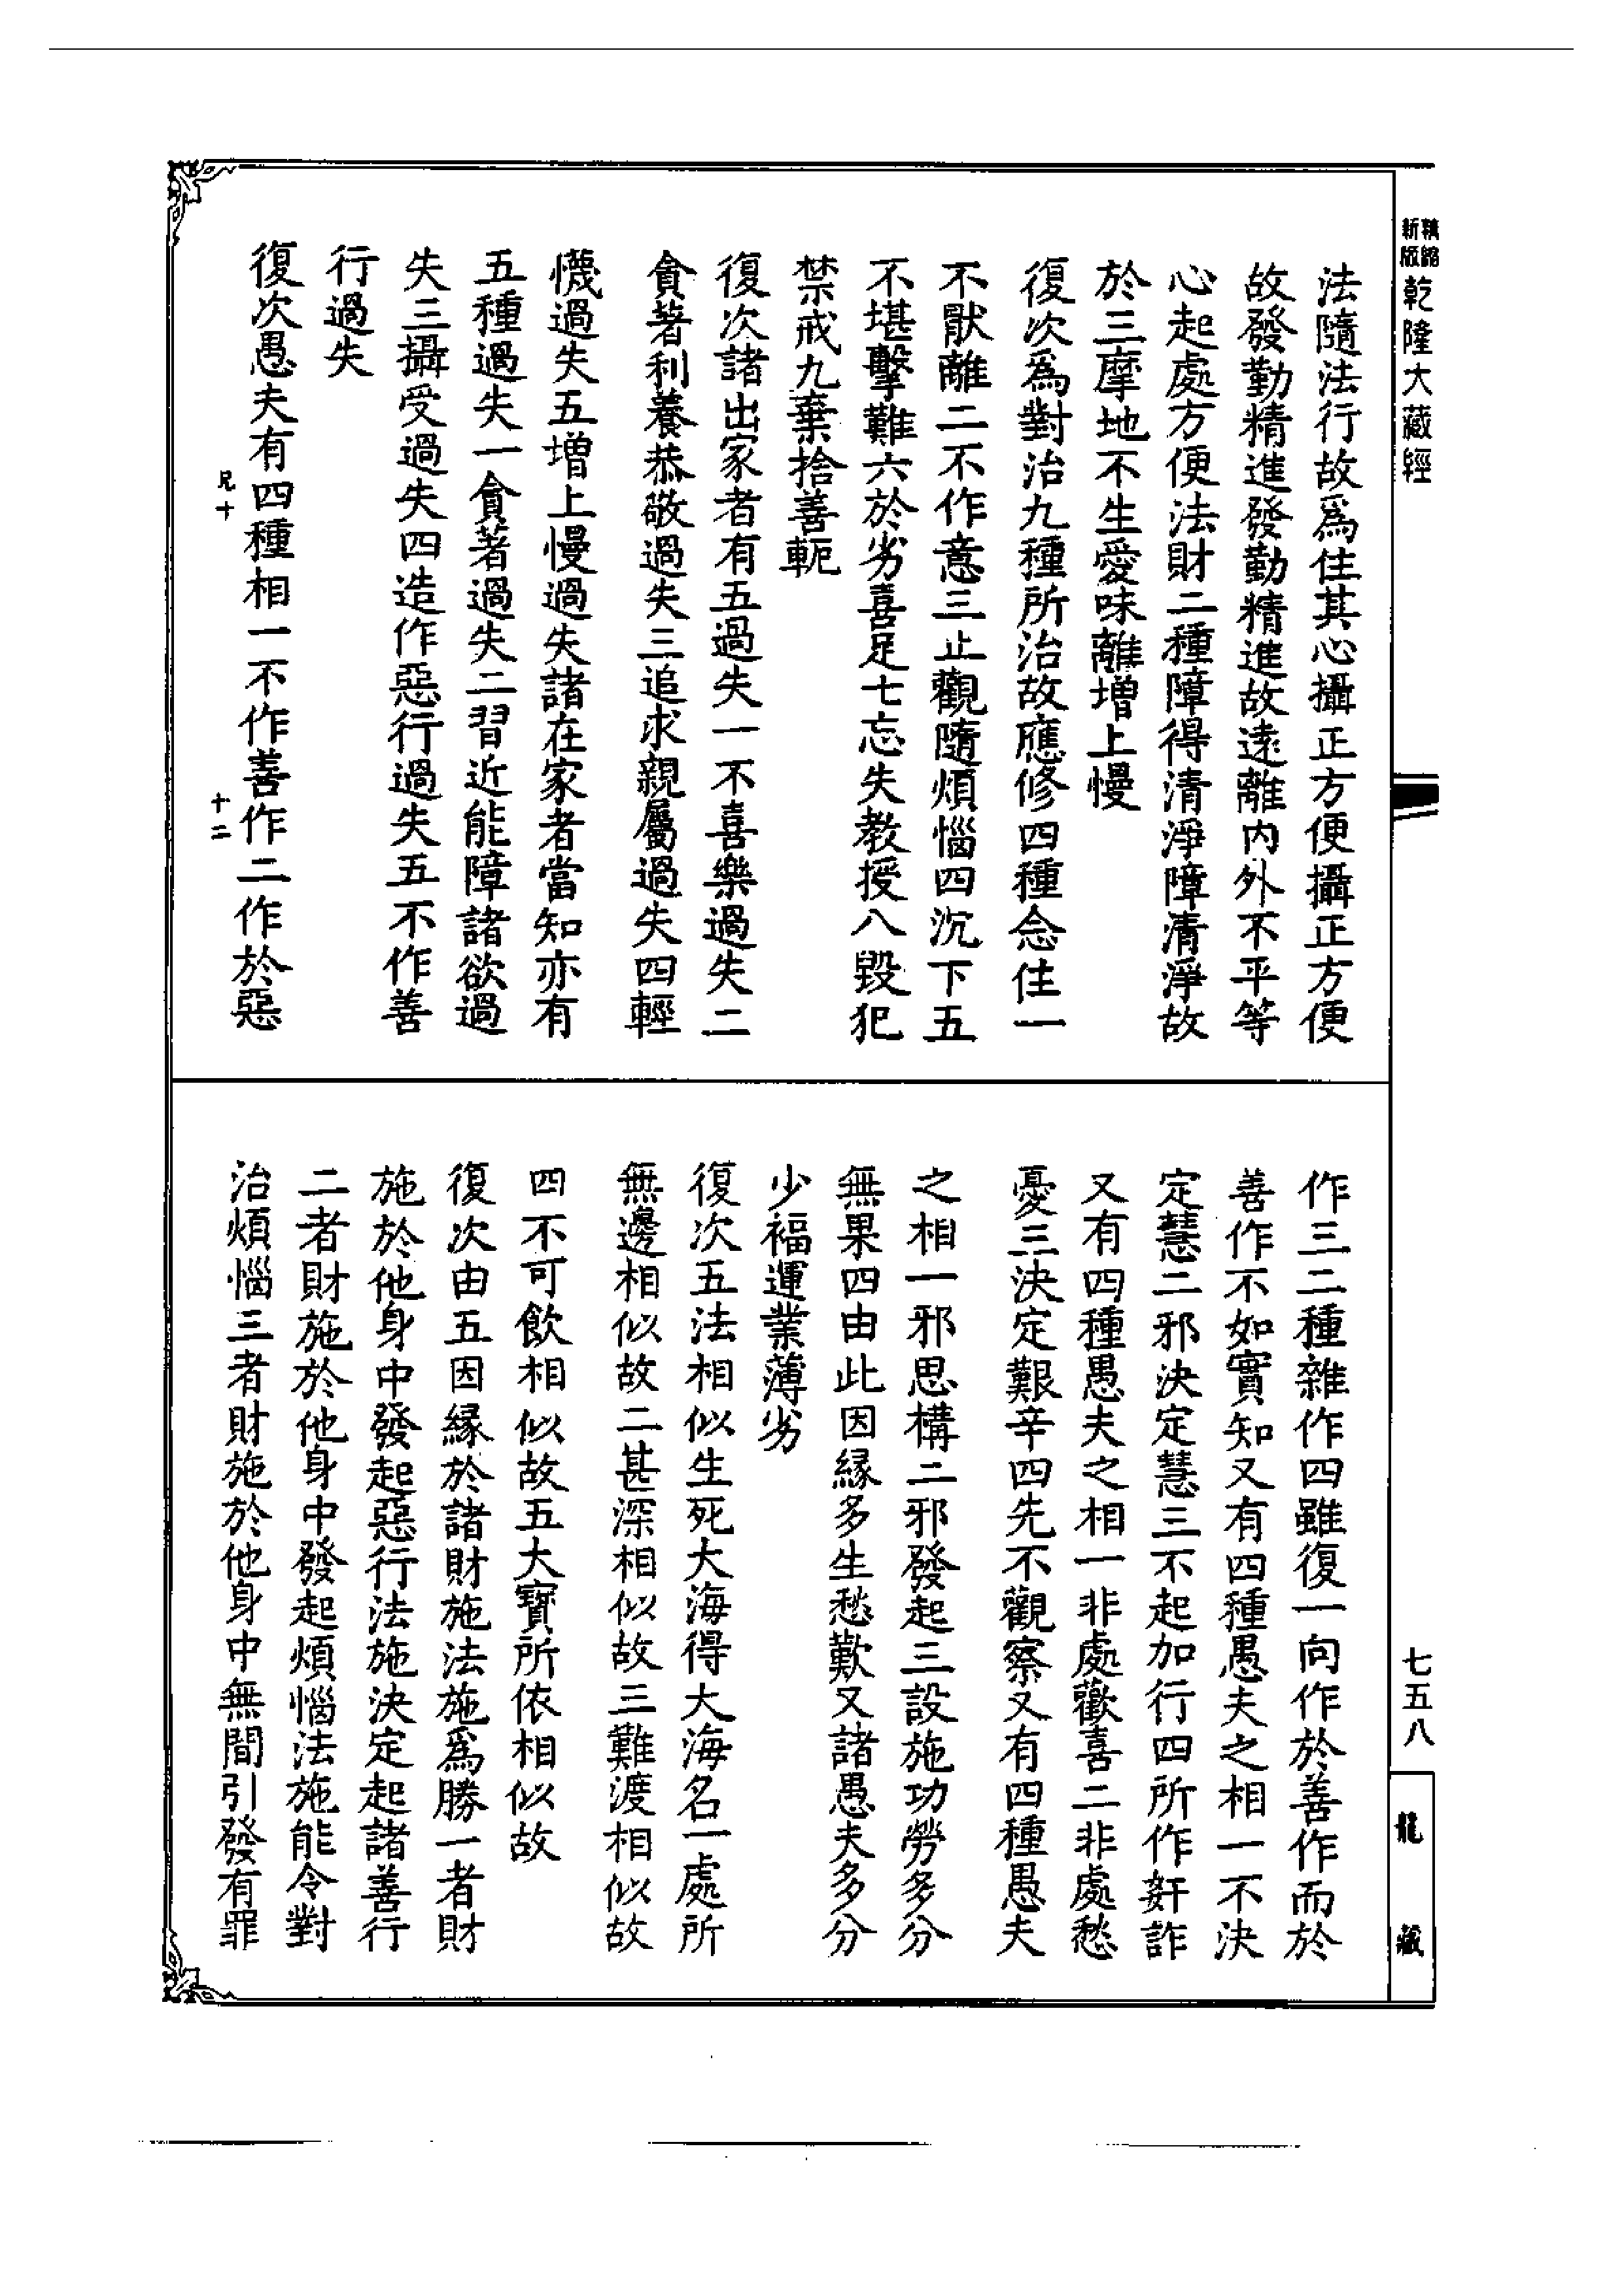 精縮
新版
乾隆大藏經
七五八
龍藏
法隨法行故爲住其心攝正方便攝正方便
故發勤精進發勤精進故遠離内外不平等
心起處方便法財二種障得清淨障清淨故
於三摩地不生愛味離增上慢
復次爲對治九種所治故應修四種念住一
不猒離二不作意三止觀隨煩惱四沉下五
不堪擊難六於劣喜足七忘失教授八毀犯
禁戒九棄捨善軛
復次諸出家者有五過失一不喜樂過失二
貪著利養恭敬過失三追求親屬過失四輕
懱過失五增上慢過失諸在家者當知亦有
五種過失一貪著過失二習近能障諸欲過
失三攝受過失四造作惡行過失五不作善
行過失
復次愚夫有四種相一不作善作二作於惡
兄十 十二
作三二種雜作四雖復一向作於善作而於
善作不如實知又有四種愚夫之相一不決
定慧二邪決定慧三不起加行四所作奸詐
又有四種愚夫之相一非處歡喜二非處愁
憂三決定艱辛四先不觀察又有四種愚夫
之相一邪思構二邪發起三設施功勞多分
無果四由此因緣多生愁歎又諸愚夫多分
少福運業薄劣
復次五法相似生死大海得大海名一處所
無邊相似故二甚深相似故三難渡相似故
四不可飲相似故五大寶所依相似故
復次由五因緣於諸財施法施爲勝一者財
施於他身中發起惡行法施決定起諸善行
二者財施於他身中發起煩惱法施能令對
治煩惱三者財施於他身中無間引發有罪